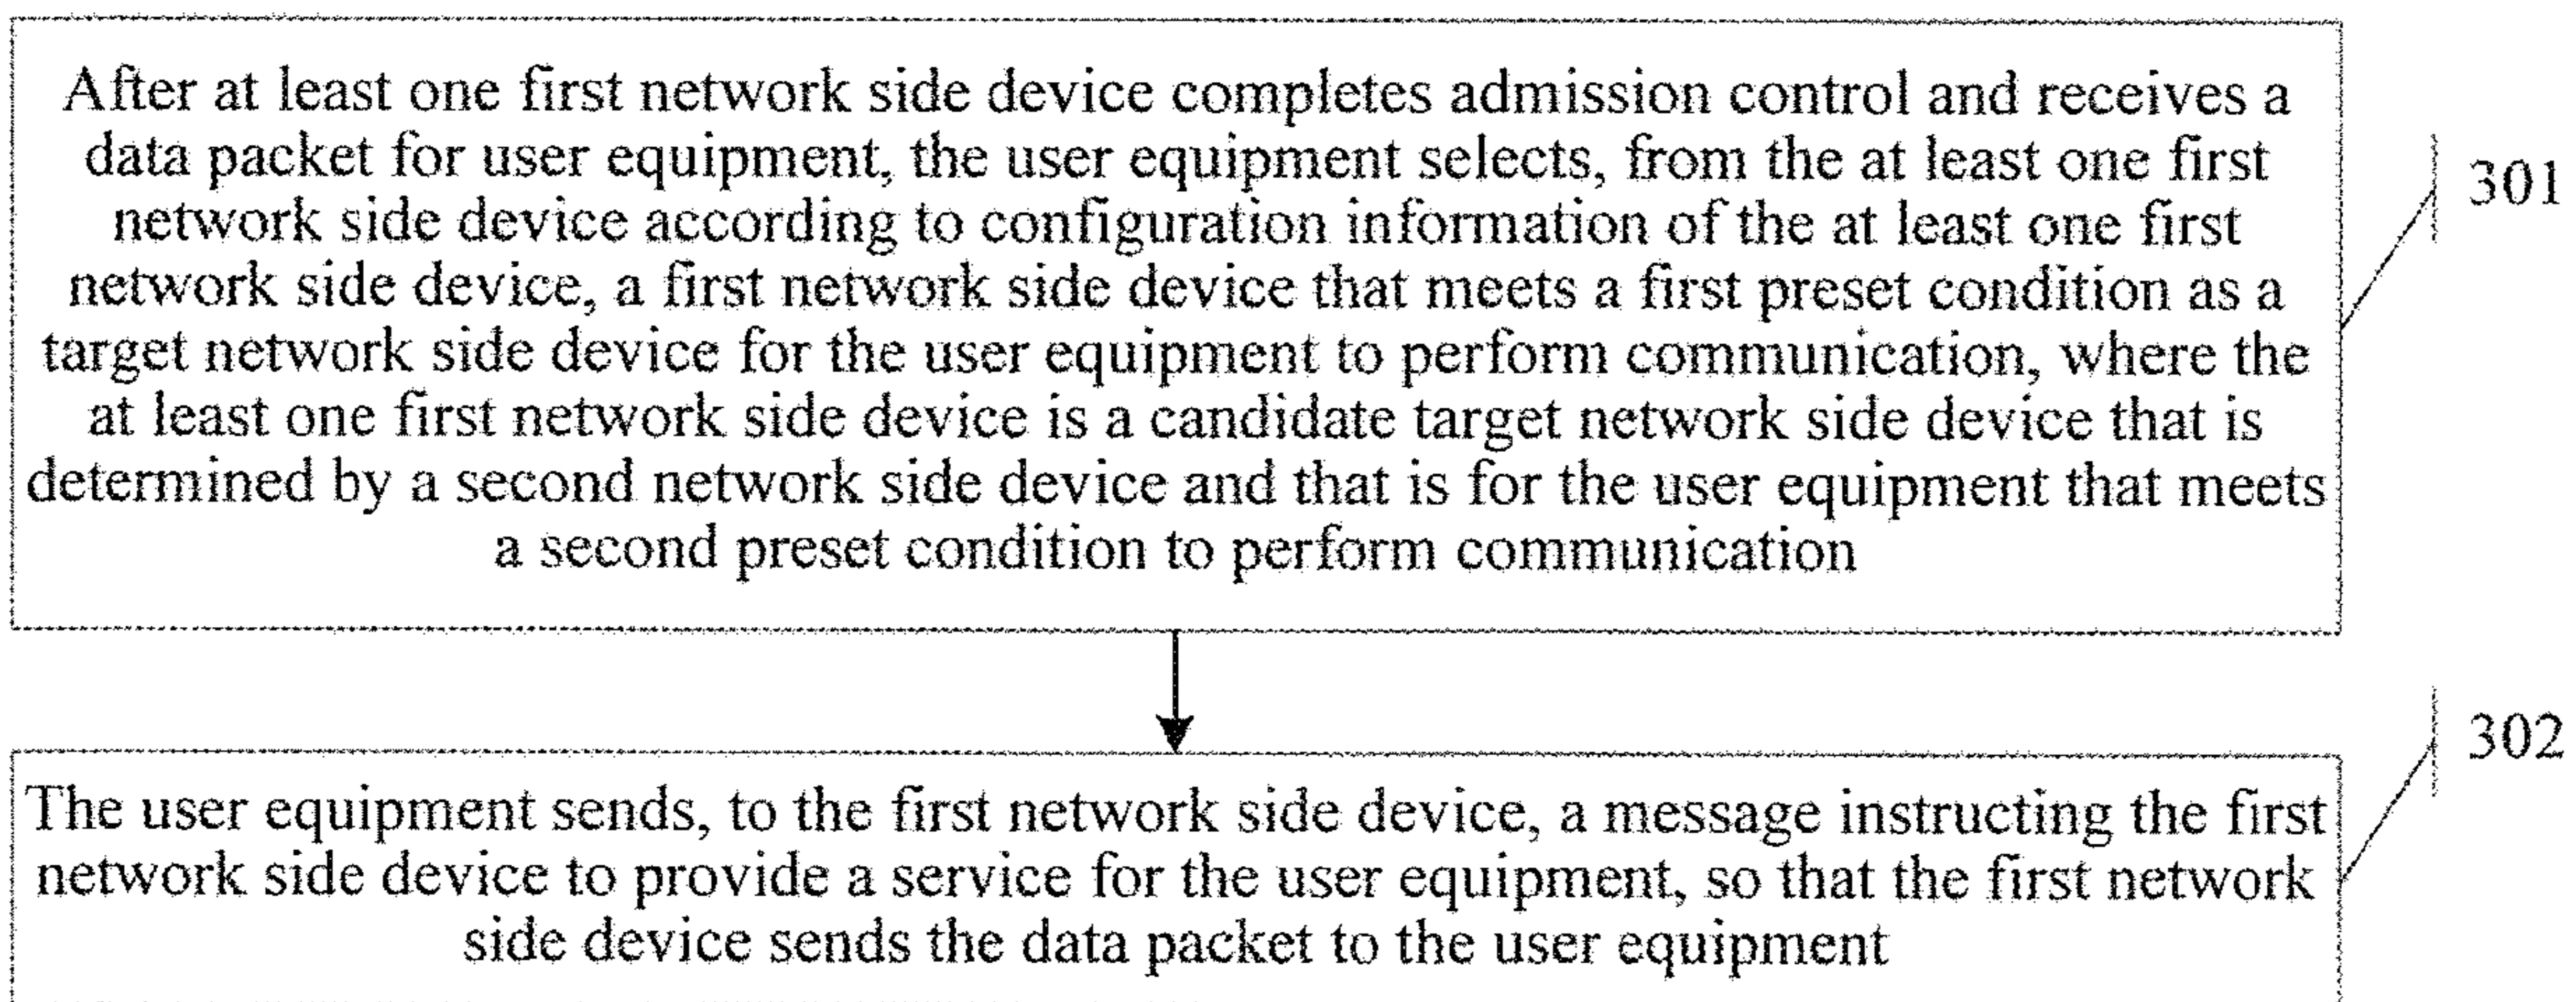 After at least one first network side device completes admission control and receives a
data packet for user equipment, the user equipment selects, from the at least one first
network side device according to configuration information of the at least one first
network side device, a first network side device that meets a first preset condition as a
target network side device for the user equipment to perform communication, where the
at least one first network side device is a candidate target network side device that is
determined by a second network side device and that is for the user equipment that meets
a second preset condition to perform communication
301
The user equipment sends, to the first network side device, a message instructing the first
network side device to provide a service for the user equipment, so that the first network
side device sends the data packet to the user equipment
302